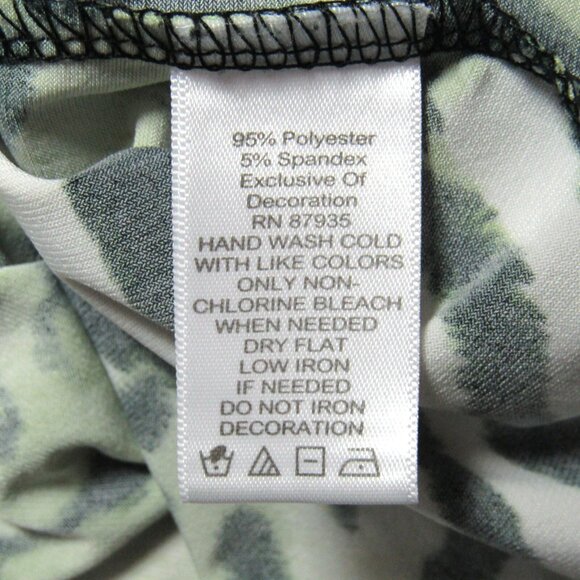 95% Polyester
5% Spandex
Exclusive Of
Decoration
RN 87935
HAND WASH COLD
WITH LIKE COLORS
ONLY NON-
CHLORINE BLEACH
WHEN NEEDED
DRY FLAT
LOW IRON
IF NEEDED
DO NOT IRON
DECORATION